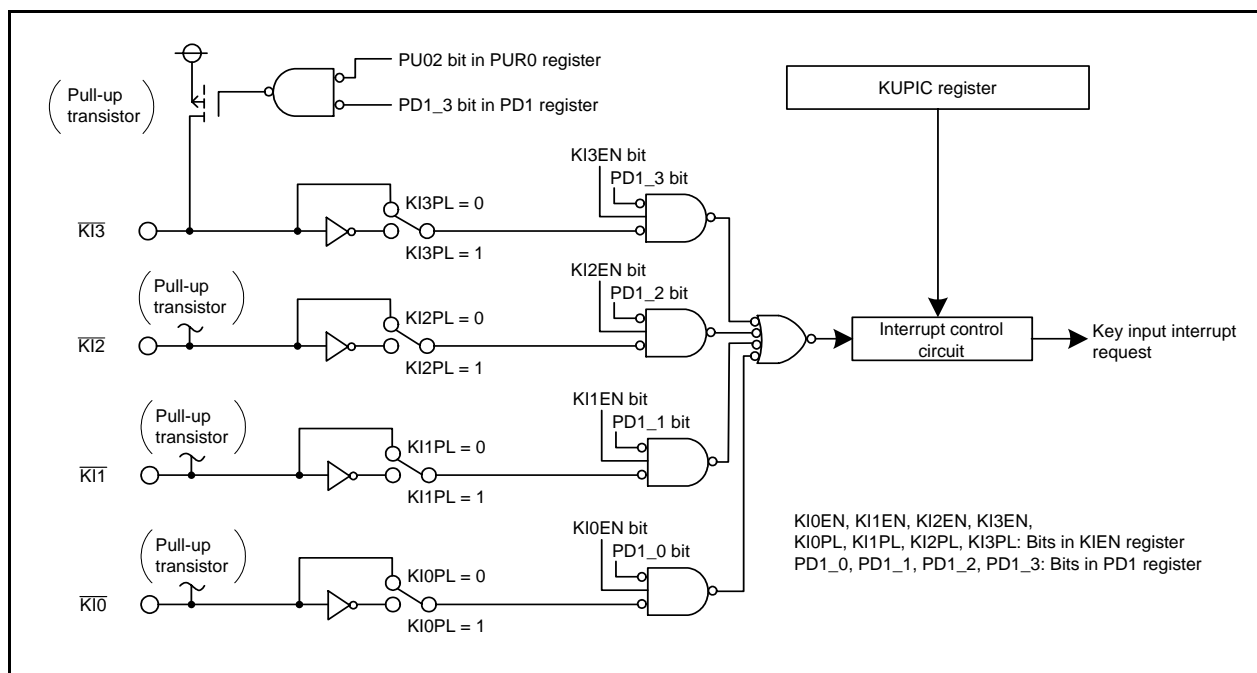 PU02 bit in PUR0 register
Pull-up
transistor
PD1_3 bit in PD1 register
KUPIC register
KI3EN bit
PD1_3 bit
KI3PL = 0
KI3
KI3PL = 1
Pull-up
transistor
KI2EN bit
PD1_2 bit
KI2PL = 0
KI2
KI2PL = 1
Interrupt control
circuit
Key input interrupt
request
Pull-up
transistor
KI1EN bit
PD1_1 bit
KI1PL = 0
KI1
KI1PL = 1
Pull-up
transistor
KI0EN bit
PD1_0 bit
KI0PL = 0
KI0
KI0PL = 1
KI0EN, KI1EN, KI2EN, KI3EN,
KI0PL, KI1PL, KI2PL, KI3PL: Bits in KIEN register
PD1_0, PD1_1, PD1_2, PD1_3: Bits in PD1 register